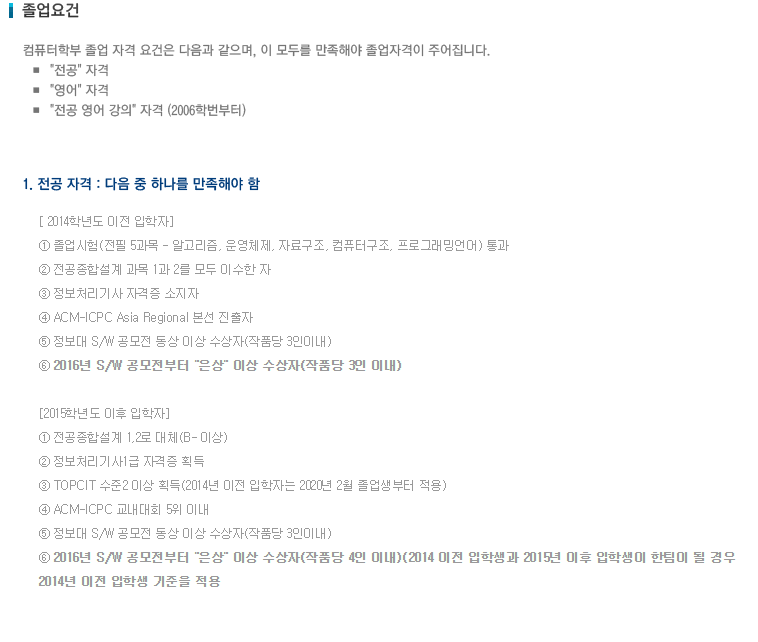 졸업요건
컴퓨터학부 졸업 자격 요건은 다음과 같으며, 이 모두를 만족해야 졸업자격이 주어집니다.
■ "전공" 자격
■ "영어" 자격
■ "전공 영어 강의" 자격 (2006학번부터)
1. 전공 자격 : 다음 중 하나를 만족해야 함
[ 2014학년도 이전 입학자]
① 졸업시험(전필 5과목 - 알고리즘, 운영체제, 자료구조, 컴퓨터구조, 프로그래밍언어) 통과
② 전공종합설계 과목 1과 2를 모두 이수한 자
③ 정보처리기사 자격증 소지자
④ ACM-ICPC Asia Regional 본선 진출자
⑤ 정보대 S/W 공모전 동상 이상 수상자(작품당 3인이내)
⑥ 2016년 S/W 공모전부터 "은상" 이상 수상자(작품당 3인 이내)
[2015학년도 이후 입학자]
① 전공종합설계 1,2로 대체(B- 이상)
② 정보처리기사1급 자격증 획득
③ TOPCIT 수준2 이상 획득(2014년 이전 입학자는 2020년 2월 졸업생부터 적용)
④ ACM-ICPC 교내대회 5위 이내
⑤ 정보대 S/W 공모전 동상 이상 수상자(작품당 3인이내)
⑥ 2016년 S/W 공모전부터 "은상" 이상 수상자(작품당 4인 이내)(2014 이전 입학생과 2015년 이후 입학생이 한팀이 될 경우
2014년 이전 입학생 기준을 적용